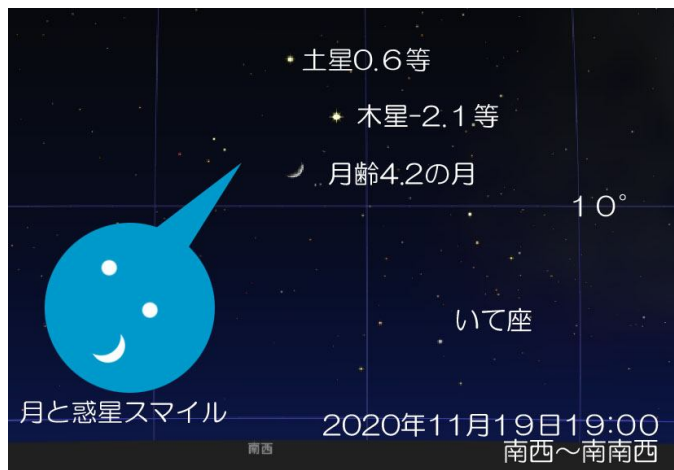 土星0.6等
木星-2.1等
月齢4.2の月
10°
いて座
月と惑星スマイル
2020年11月19日19:00
南西～南南西
南西